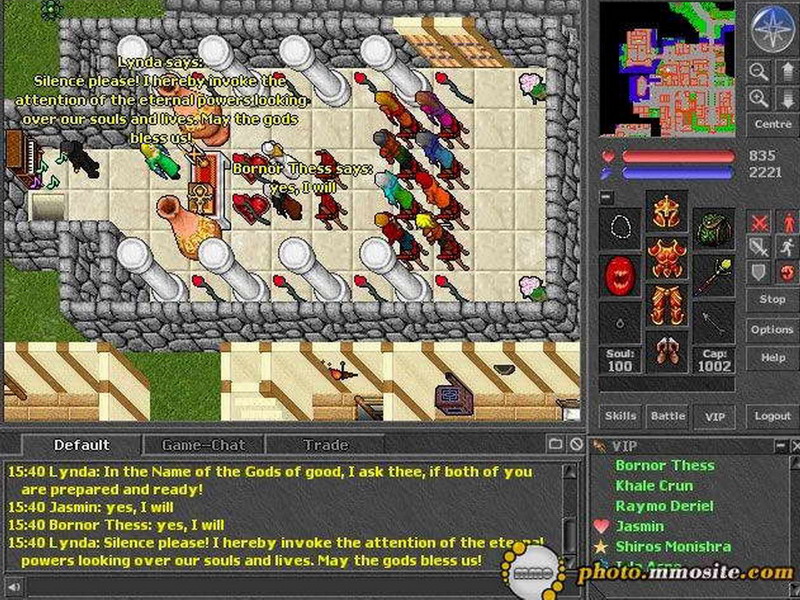 Lynda says:
Silence please! I hereby invoke the
attention of the eternal powers looking
over our souls and lives. May the gods
bless us!
Bornor Thess says:
yes, I will
Centre
835
2221
Soul:
100
Cap:
1002
Stop
Options
Help
Skills
Battle
VIP
Logout
Default
Game-Chat
Trade
15:40 Lynda: In the Name of the Gods of good, I ask thee, if both of you
are prepared and ready!
15:40 Jasmin: yes, I will
15:40 Bornor Thess: yes, I will
15:40 Lynda: Silence please! I hereby invoke the attention of the eternal
powers looking over our souls and lives. May the gods bless us!
VIP
Bornor Thess
Khale Crun
Raymo Deriel
Jasmin
Shiros Monishra
photo.mmosite.com